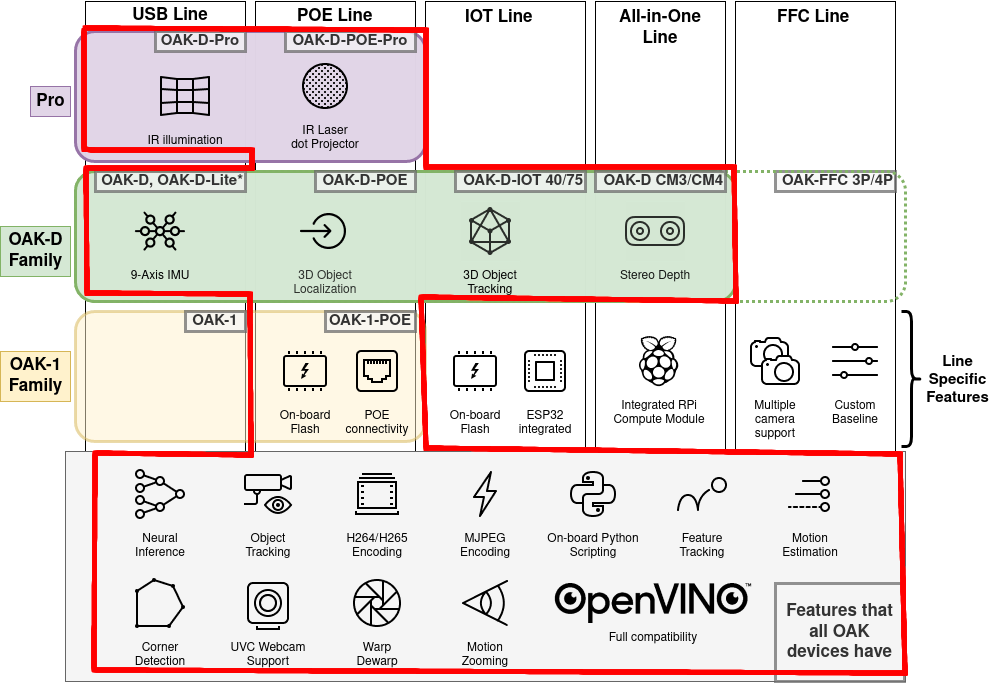 USB Line
POE Line
IOT Line
All-in-One
Line
FFC Line
Pro
OAK-D-Pro
OAK-D-POE-Pro
IR illumination
IR Laser
dot Projector
OAK-D
Family
OAK-D, OAK-D-Lite*
OAK-D-POE
OAK-D-IOT 40/75
OAK-D CM3/CM4
OAK-FFC 3P/4P
9-Axis IMU
3D Object
Localization
3D Object
Tracking
Stereo Depth
OAK-1
Family
OAK-1
OAK-1-POE
On-board
Flash
POE
connectivity
On-board
Flash
ESP32
integrated
Integrated RPi
Compute Module
Multiple
camera
support
Custom
Baseline
Line
Specific
Features
Neural
Inference
Object
Tracking
H264/H265
Encoding
MJPEG
Encoding
On-board Python
Scripting
Feature
Tracking
Motion
Estimation
Corner
Detection
UVC Webcam
Support
Warp
Dewarp
Motion
Zooming
OpenVINO™
Full compatibility
Features that
all OAK
devices have